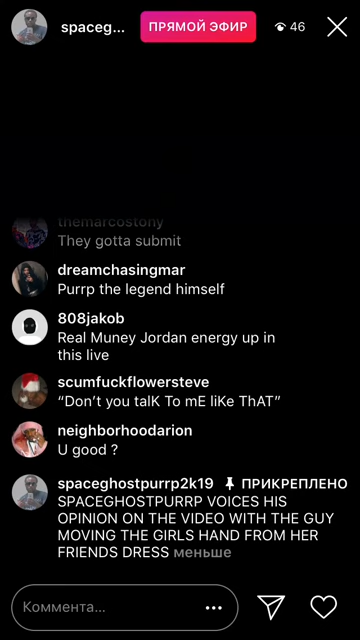 spaceg...
ПРЯМОЙ ЭФИР
46
themarcostony
They gotta submit
dreamchasingmar
Purrp the legend himself
808jakob
Real Muney Jordan energy up in
this live
scumfuckflowersteve
“Don’t you talK To mE liKe ThAT”
neighborhoodarion
U good ?
spaceghostpurrp2k19 ПРИКРЕПЛЕНО
SPACEGHOSTPURRP VOICES HIS
OPINION ON THE VIDEO WITH THE GUY
MOVING THE GIRLS HAND FROM HER
FRIENDS DRESS меньше
Коммента...